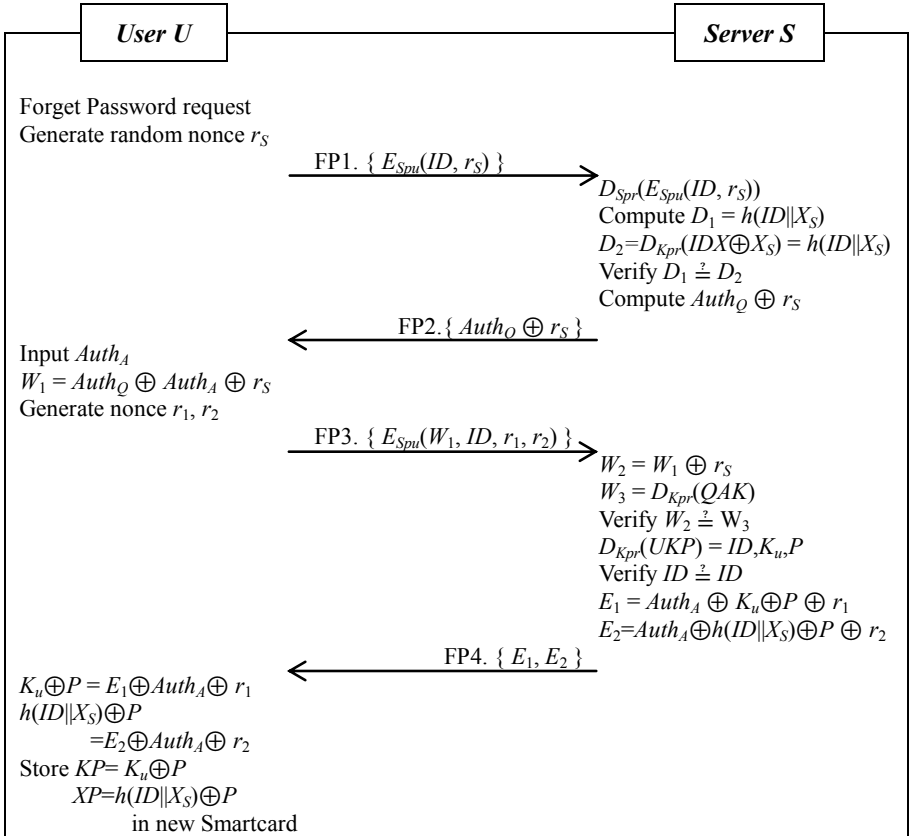 User U
Server S
Forget Password request
Generate random nonce r_S
FP1. { E_Spu(ID, r_S) }
D_Spr(E_Spu(ID, r_S))
Compute D_1 = h(ID||X_S)
D_2=D_Kpr(IDX⊕X_S) = h(ID||X_S)
Verify D_1 ≟ D_2
Compute Auth_Q ⊕ r_S
FP2.{ Auth_Q ⊕ r_S }
Input Auth_A
W_1 = Auth_Q ⊕ Auth_A ⊕ r_S
Generate nonce r_1, r_2
FP3. { E_Spu(W_1, ID, r_1, r_2) }
W_2 = W_1 ⊕ r_S
W_3 = D_Kpr(QAK)
Verify W_2 ≟ W_3
D_Kpr(UKP) = ID,K_u,P
Verify ID ≟ ID
E_1 = Auth_A ⊕ K_u⊕P ⊕ r_1
E_2=Auth_A⊕h(ID||X_S)⊕P ⊕ r_2
FP4. { E_1, E_2 }
K_u⊕P = E_1⊕Auth_A⊕ r_1
h(ID||X_S)⊕P
=E_2⊕Auth_A⊕ r_2
Store KP= K_u⊕P
XP=h(ID||X_S)⊕P
in new Smartcard